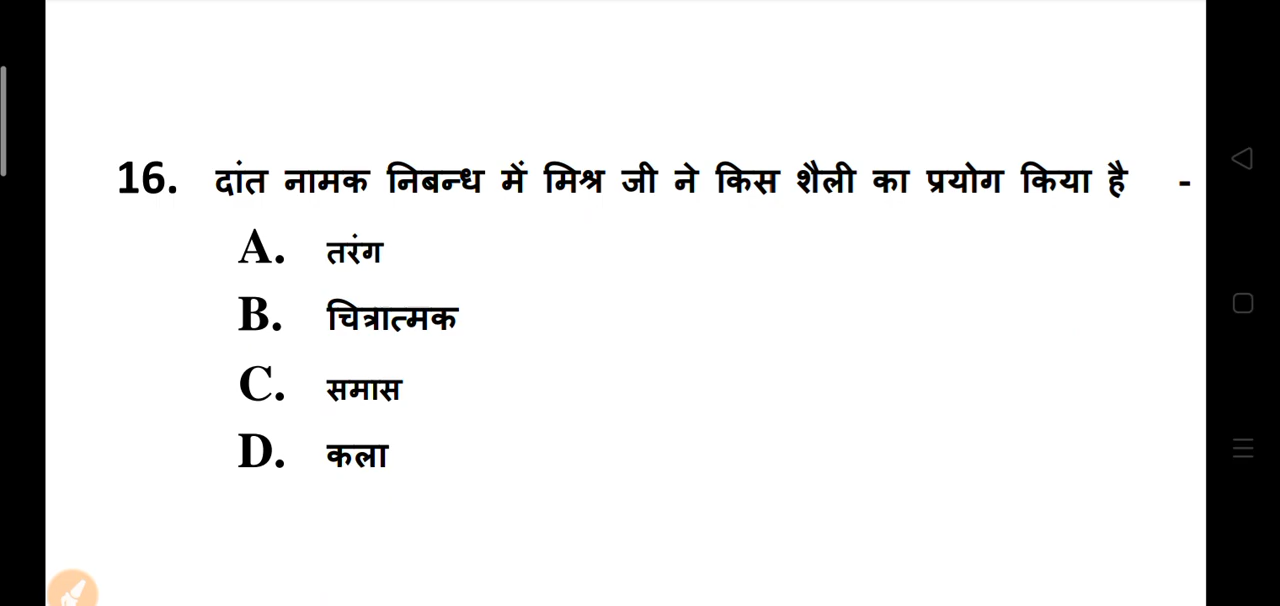 16. दांत नामक निबन्ध में मिश्र जी ने किस शैली का प्रयोग किया है -
A. तरंग
B. चित्रात्मक
C. समास
D. कला